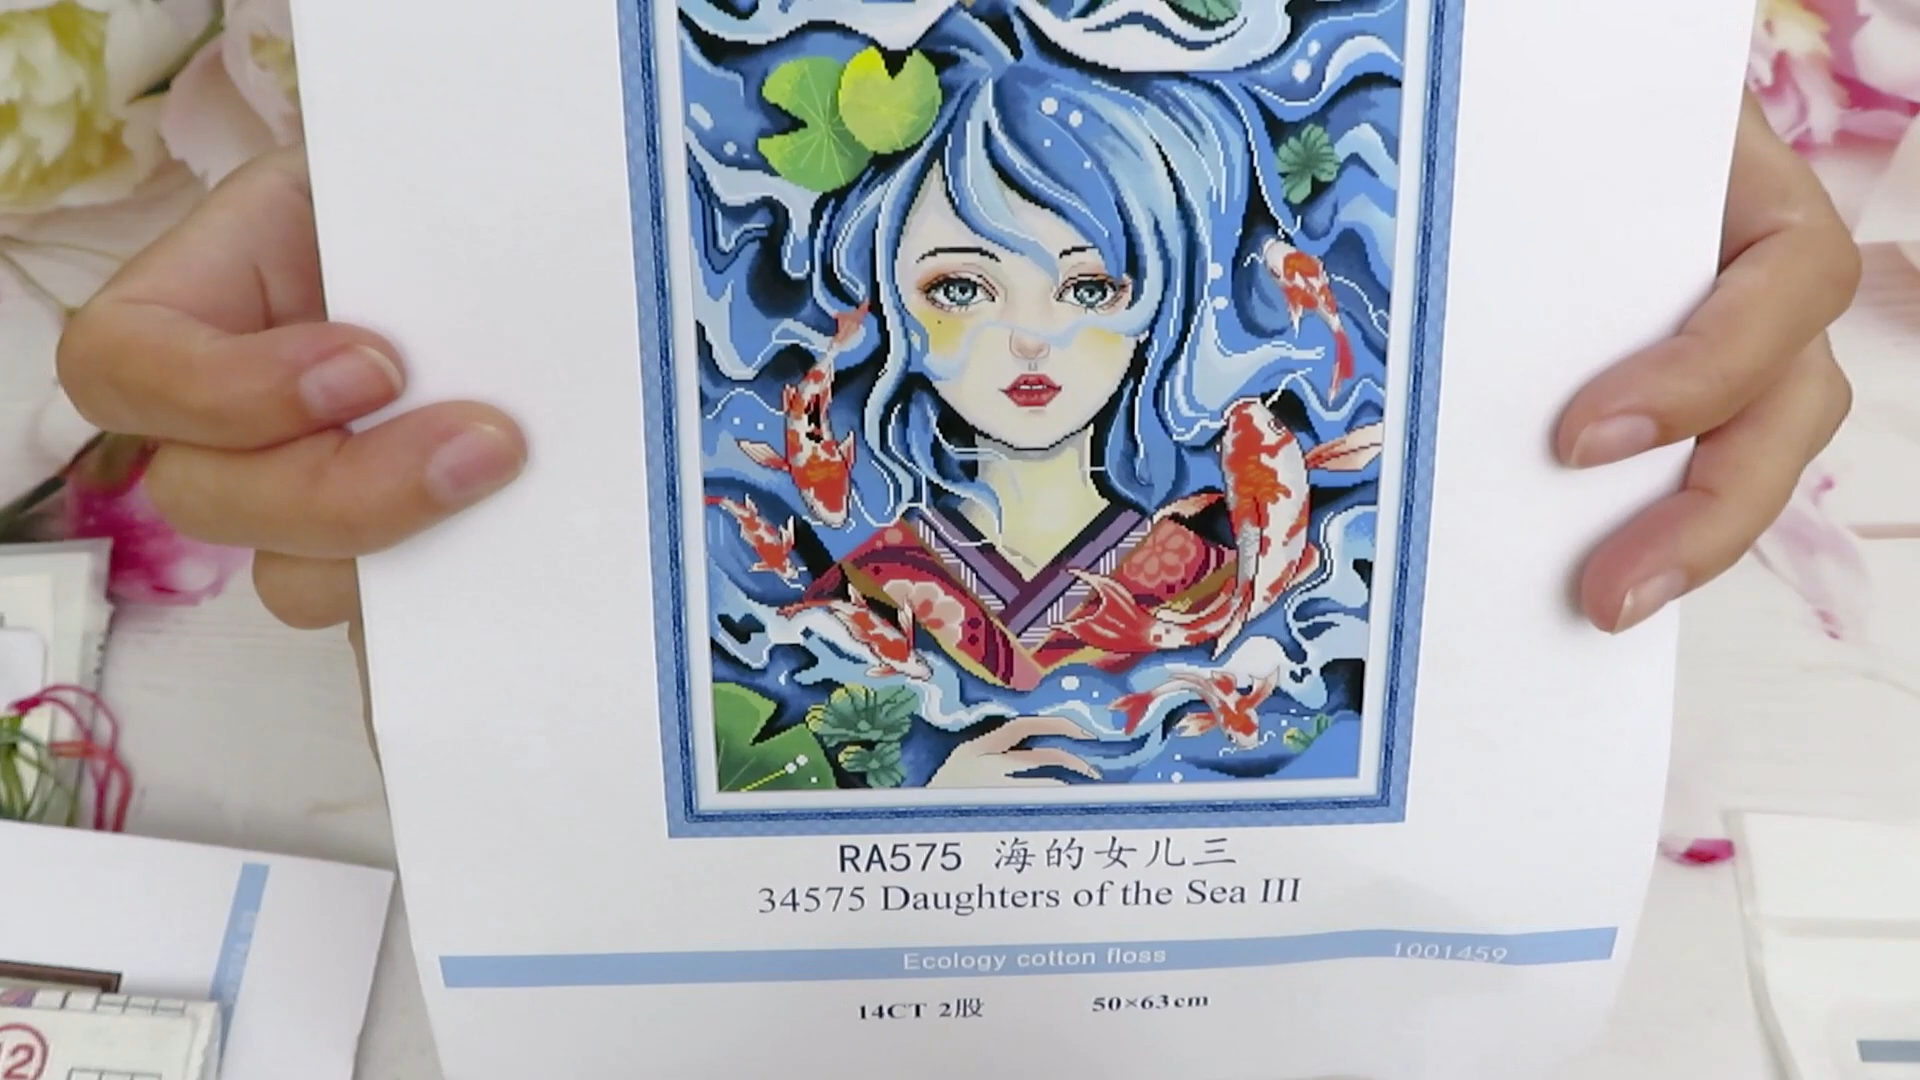 RA575 海的女儿三
34575 Daughters of the Sea III
Ecology cotton floss 1001459
14CT 2股 50×63cm
12